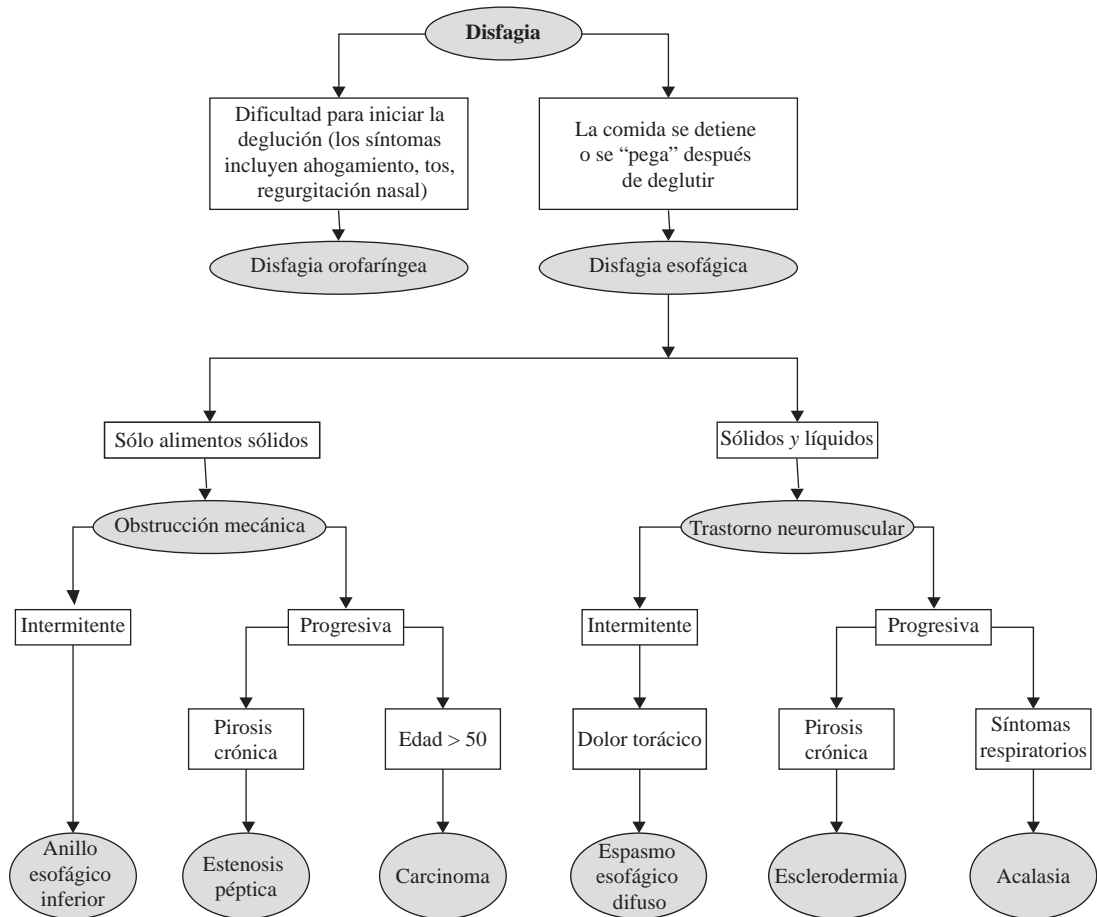 Disfagia
Dificultad para iniciar la
deglución (los síntomas
incluyen ahogamiento, tos,
regurgitación nasal)
La comida se detiene
o se “pega” después
de deglutir
Disfagia orofaríngea
Disfagia esofágica
Sólo alimentos sólidos
Sólidos y líquidos
Obstrucción mecánica
Trastorno neuromuscular
Intermitente
Progresiva
Intermitente
Progresiva
Pirosis
crónica
Edad > 50
Dolor torácico
Pirosis
crónica
Síntomas
respiratorios
Anillo
esofágico
inferior
Estenosis
péptica
Carcinoma
Espasmo
esofágico
difuso
Esclerodermia
Acalasia